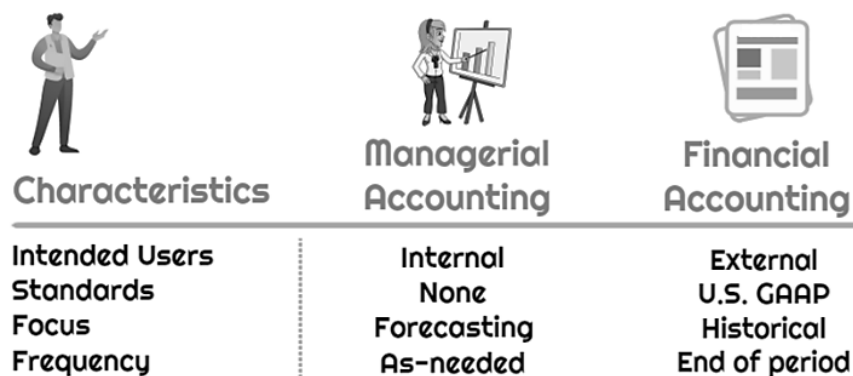 Characteristics
Managerial
Accounting
Financial
Accounting
Intended Users Internal External
Standards None U.S. GAAP
Focus Forecasting Historical
Frequency As-needed End of period